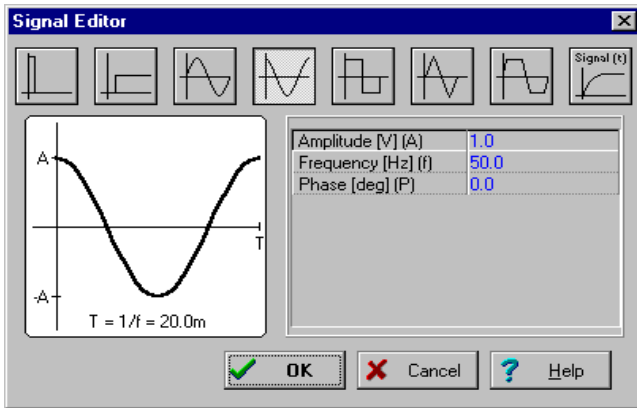 Signal Editor
Signal (t)
A
T
-A
T = 1/f = 20.0m
Amplitude [V] (A) 1.0
Frequency [Hz] (f) 50.0
Phase [deg] (P) 0.0
OK Cancel ? Help